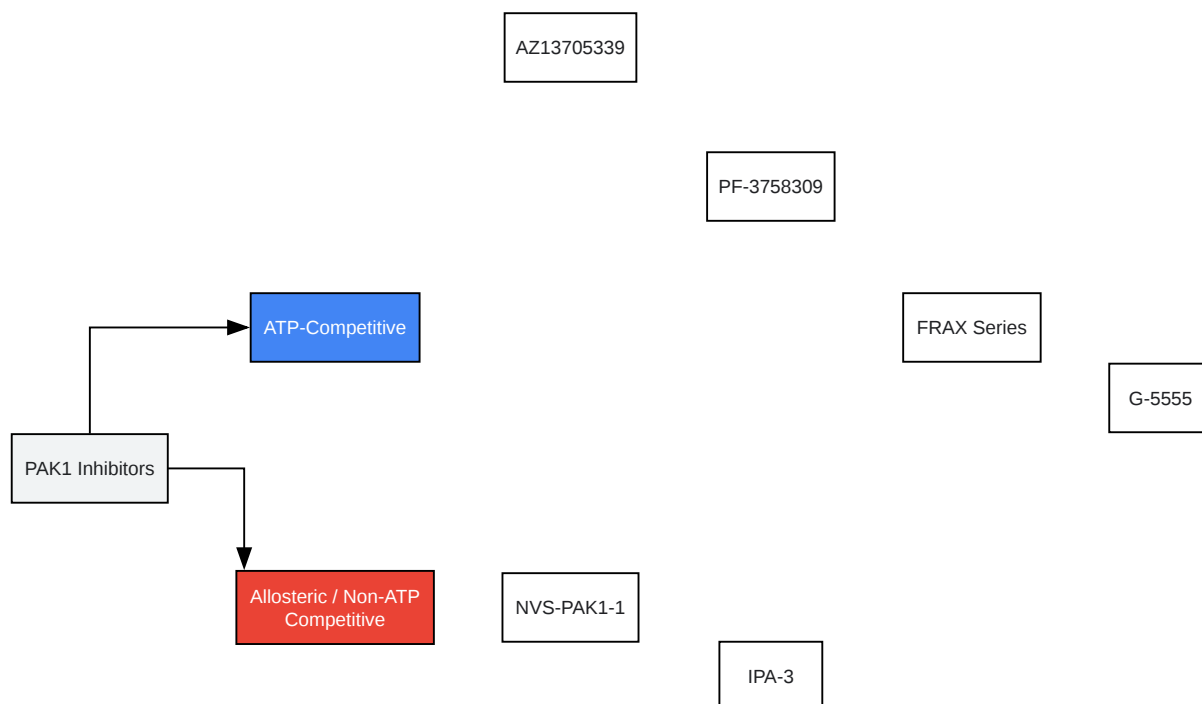 AZ13705339
PF-3758309
ATP-Competitive
FRAX Series
G-5555
PAK1 Inhibitors
Allosteric / Non-ATP
Competitive
NVS-PAK1-1
IPA-3